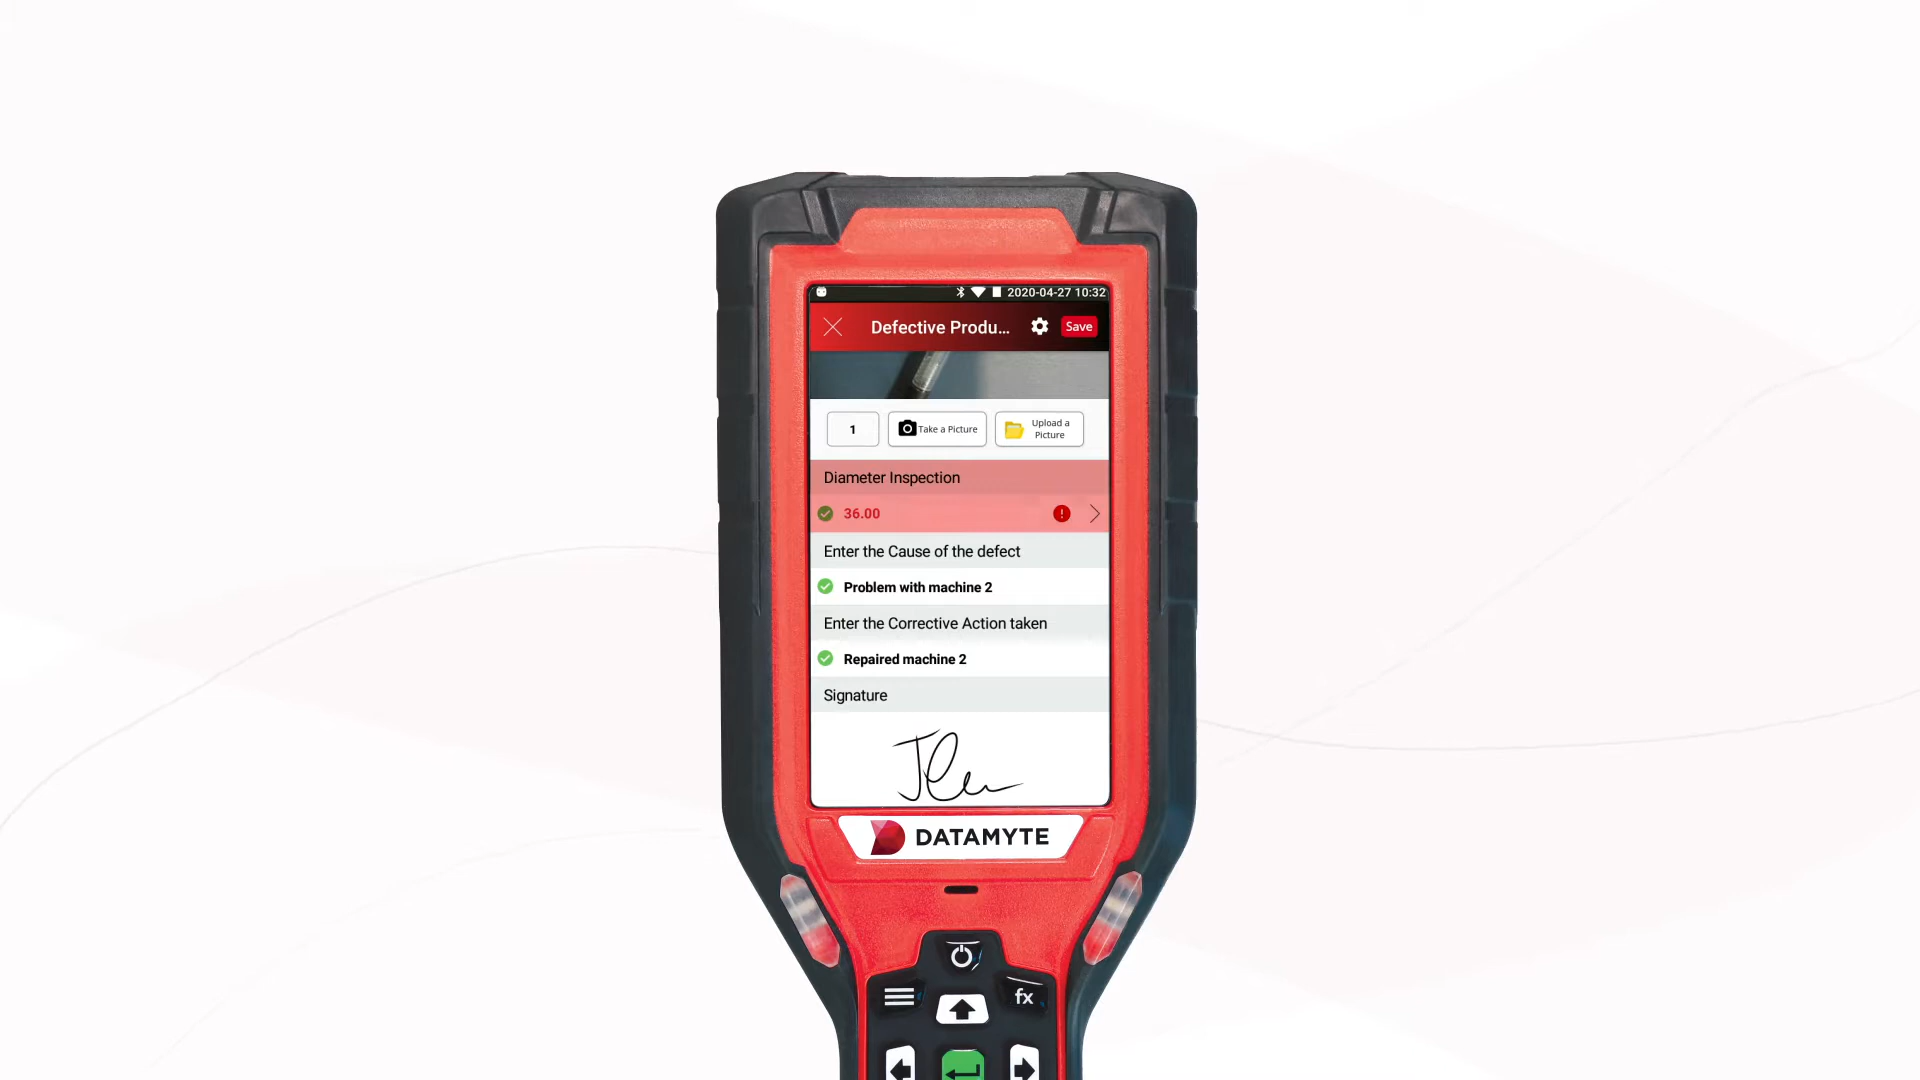 2020-04-27 10:32
Defective Produ...
Save
1
Take a Picture
Upload a
Picture
Diameter Inspection
36.00
!
Enter the Cause of the defect
Problem with machine 2
Enter the Corrective Action taken
Repaired machine 2
Signature
DATAMYTE
fx